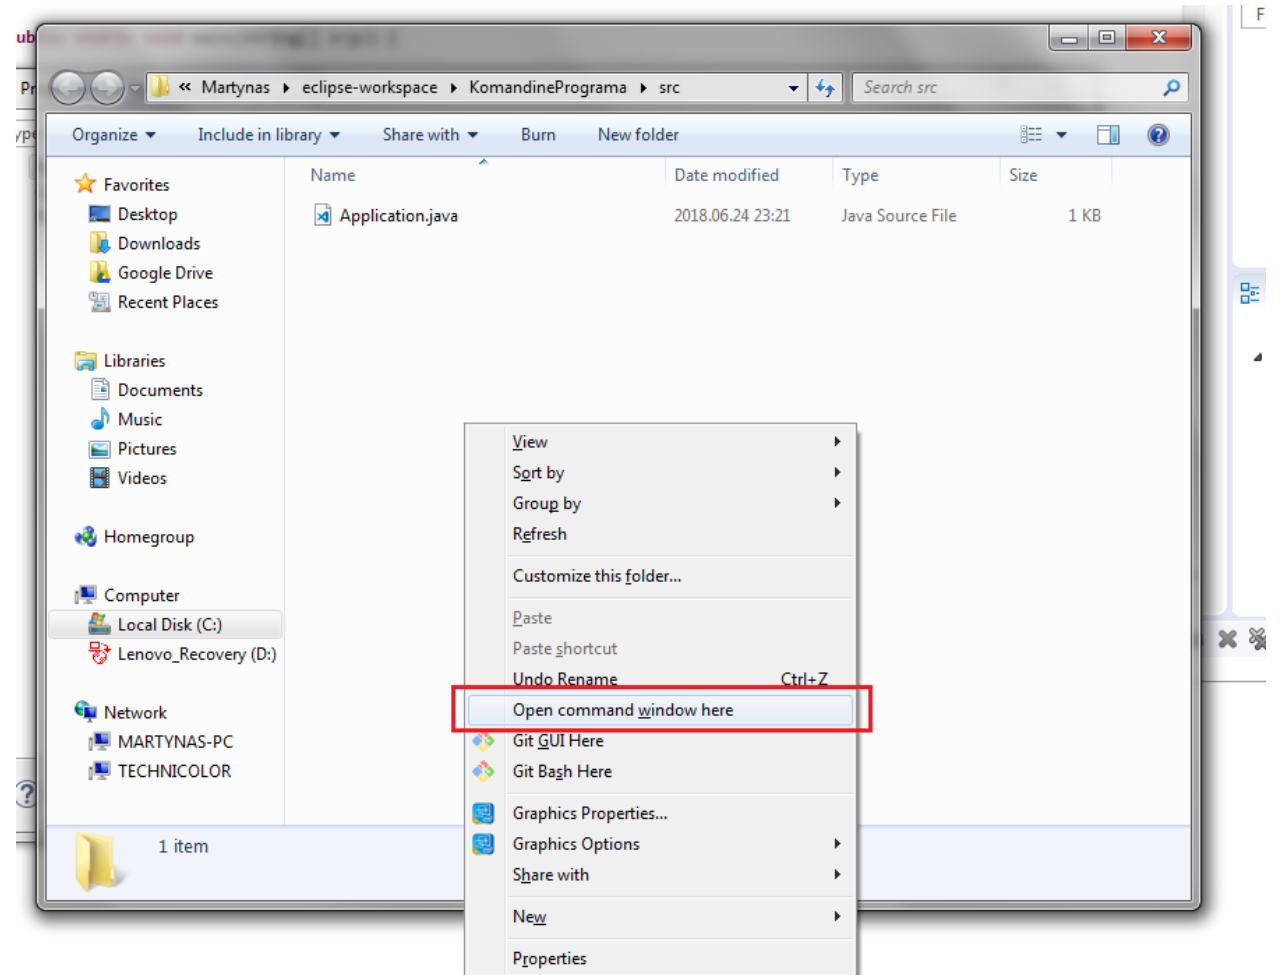 ub
F
Pr
« Martynas ▸ eclipse-workspace ▸ KomandinePrograma ▸ src
Search src
ype
Organize
Include in library
Share with
Burn
New folder
Name
Date modified
Type
Size
Application.java
2018.06.24 23:21
Java Source File
1 KB
Favorites
Desktop
Downloads
Google Drive
Recent Places
Libraries
Documents
Music
Pictures
Videos
Homegroup
Computer
Local Disk (C:)
Lenovo_Recovery (D:)
Network
MARTYNAS-PC
TECHNICOLOR
1 item
View
Sort by
Group by
Refresh
Customize this folder...
Paste
Paste shortcut
Undo Rename Ctrl+Z
Open command window here
Git GUI Here
Git Bash Here
Graphics Properties...
Graphics Options
Share with
New
Properties